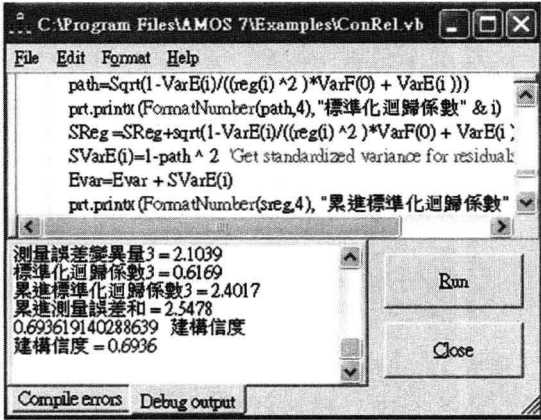 C:\Program Files\AMOS 7\Examples\ConRel.vb
File Edit Format Help
path=Sqrt(1-VarE(i)/((reg(i) ^2 )*VarF(0) + VarE(i )))
prt.printx (FormatNumber(path,4),"標準化迴歸係數" & i)
SReg =SReg+sqrt(1-VarE(i)/((reg(i) ^2 )*VarF(0) + VarE(i )
SVarE(i)=1-path ^ 2 'Get standardized variance for residual
Evar=Evar + SVarE(i)
prt.printx (FormatNumber(sreg,4), "累進標準化迴歸係數"
測量誤差變異量3 = 2.1039
標準化迴歸係數3 = 0.6169
累進標準化迴歸係數3 = 2.4017
累進測量誤差和 = 2.5478
0.693619140288639 建構信度
建構信度 = 0.6936
Run
Close
Compile errors Debug output